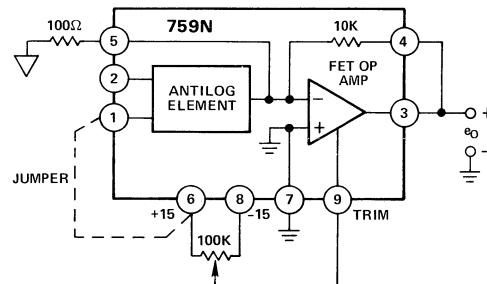 100Ω
759N
10K
5
4
FET OP
AMP
2
ANTILOG
ELEMENT
−
3
+
1
+
e₀
−
JUMPER
6
8
7
9
+15
−15
TRIM
100K